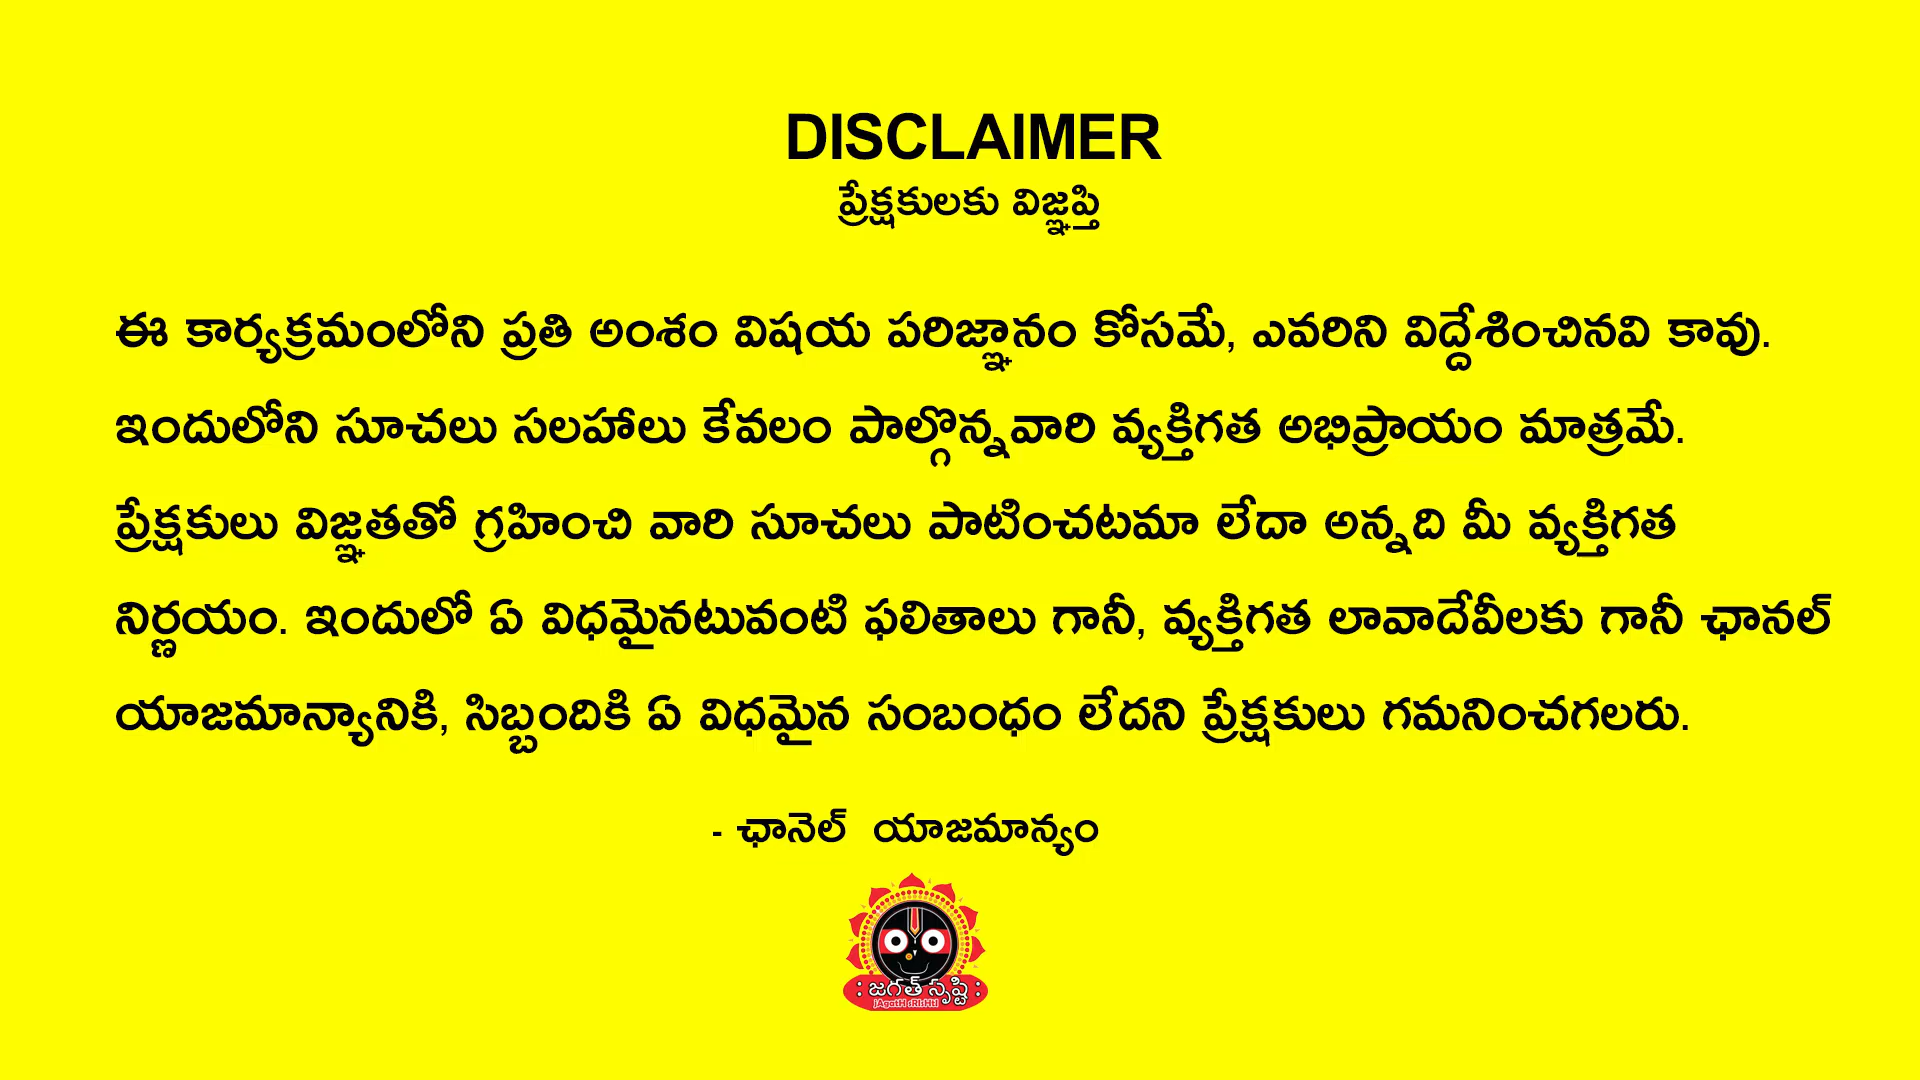 DISCLAIMER
ప్రేక్షకులకు విజ్ఞప్తి
ఈ కార్యక్రమంలోని ప్రతి అంశం విషయ పరిజ్ఞానం కోసమే, ఎవరిని విద్దేశించినవి కావు.
ఇందులోని సూచలు సలహాలు కేవలం పాల్గొన్నవారి వ్యక్తిగత అభిప్రాయం మాత్రమే.
ప్రేక్షకులు విజ్ఞతతో గ్రహించి వారి సూచలు పాటించటమా లేదా అన్నది మీ వ్యక్తిగత
నిర్ణయం. ఇందులో ఏ విధమైనటువంటి ఫలితాలు గానీ, వ్యక్తిగత లావాదేవీలకు గానీ ఛానల్
యాజమాన్యానికి, సిబ్బందికి ఏ విధమైన సంబంధం లేదని ప్రేక్షకులు గమనించగలరు.
- ఛానెల్ యాజమాన్యం
: జగత్ సృష్టి :
jAgatH sRIsHtI